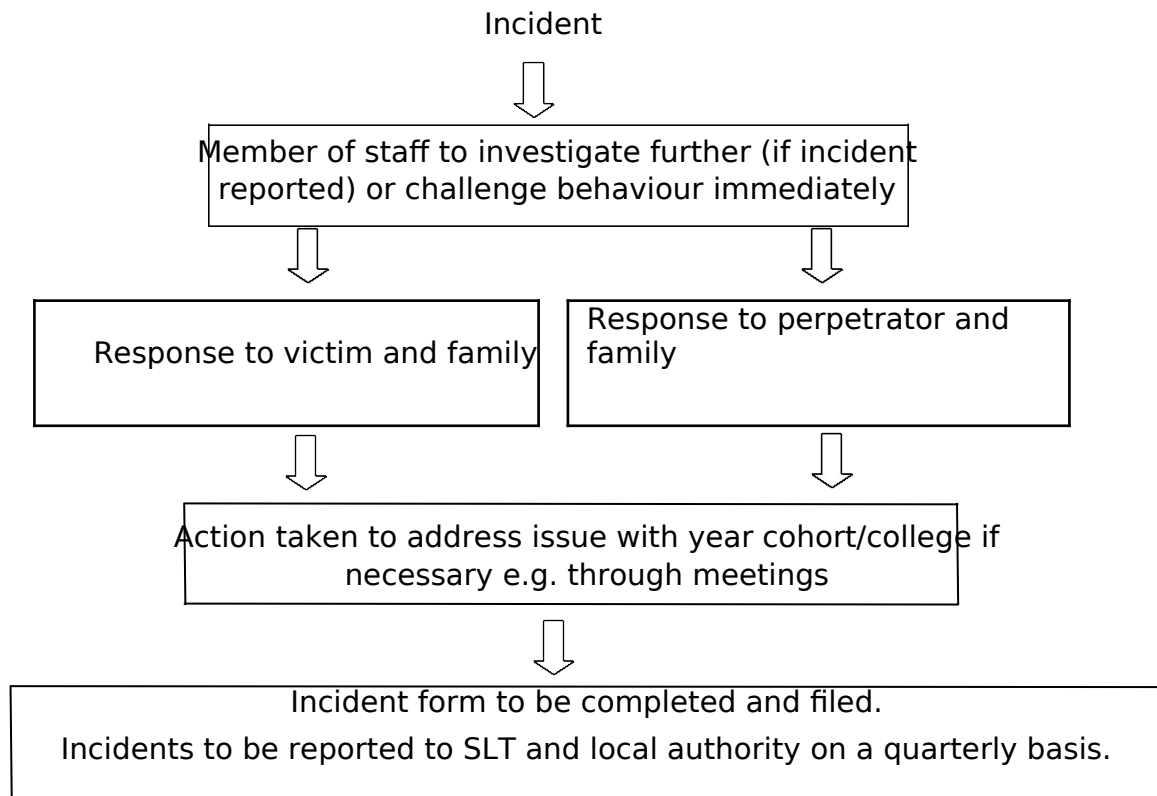 Incident
Member of staff to investigate further (if incident
reported) or challenge behaviour immediately
Response to victim and family
Response to perpetrator and
family
Action taken to address issue with year cohort/college if
necessary e.g. through meetings
Incident form to be completed and filed.
Incidents to be reported to SLT and local authority on a quarterly basis.